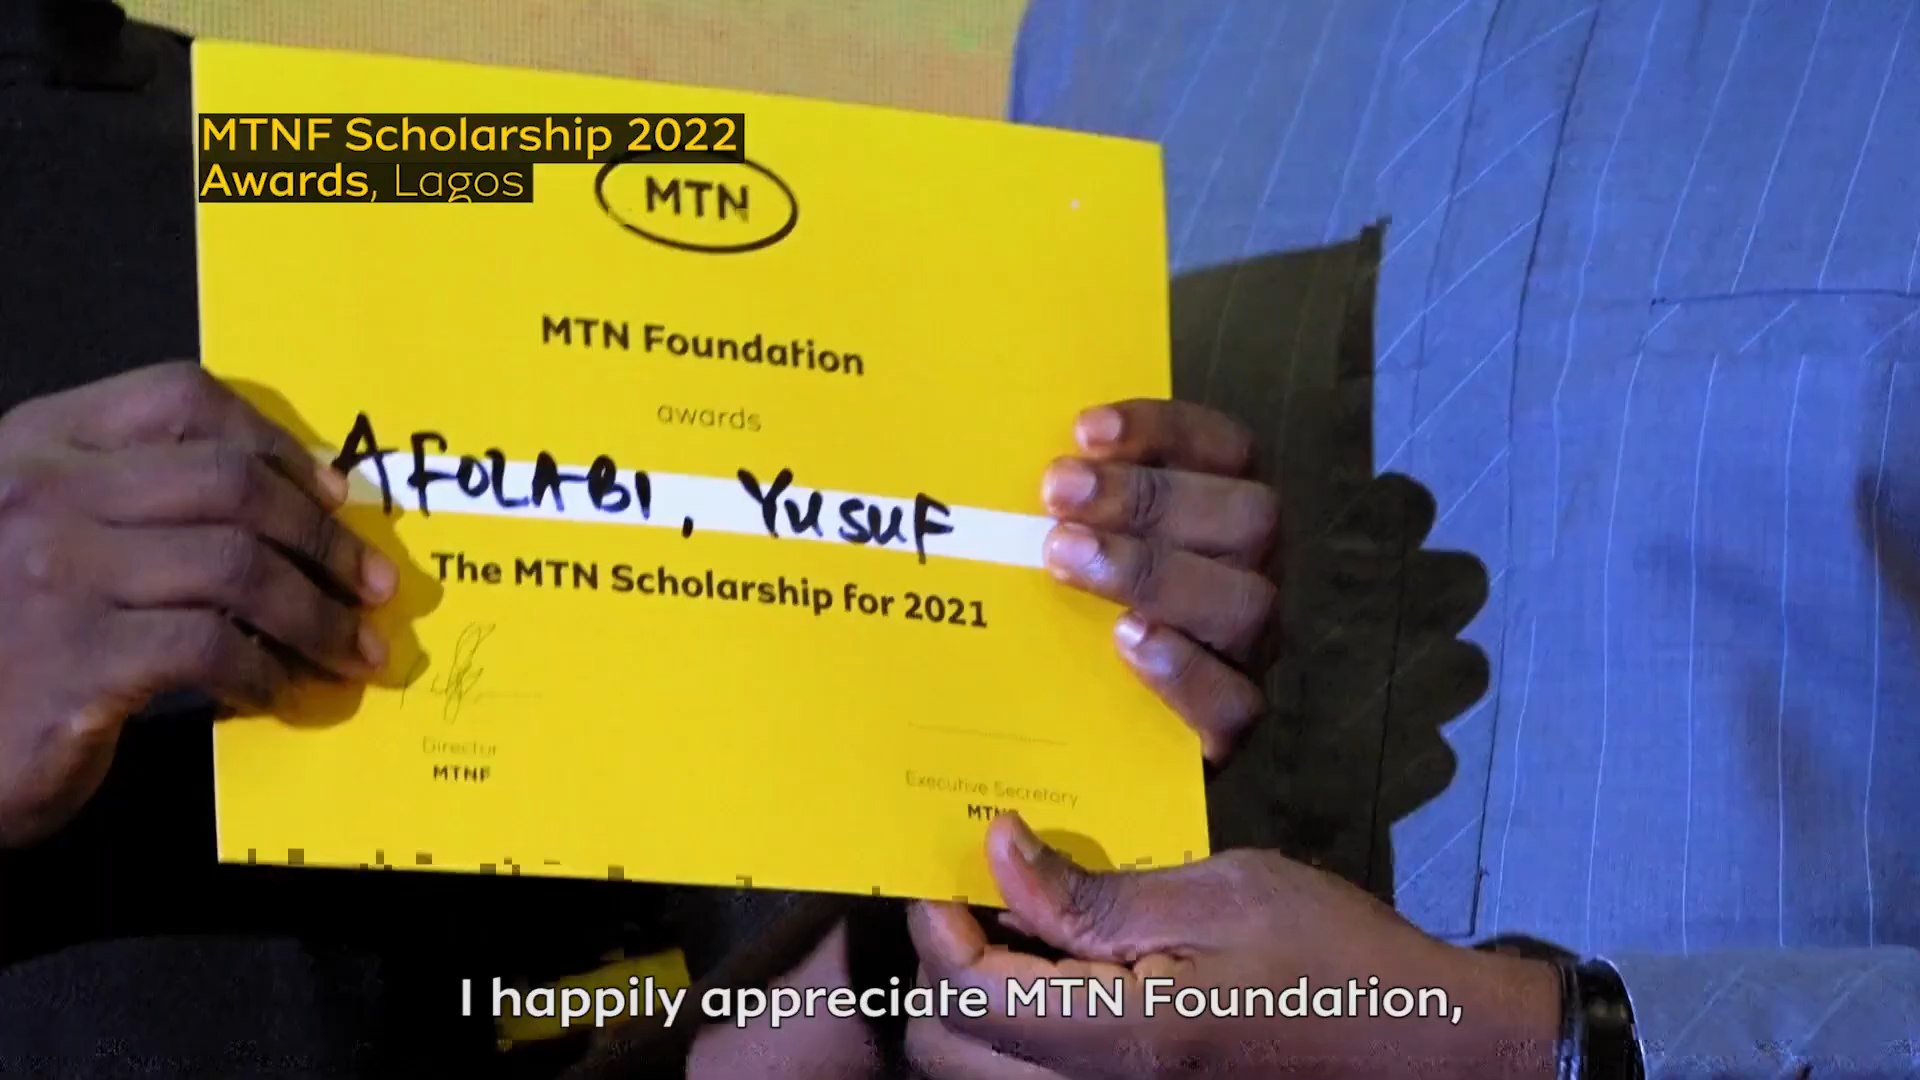 MTNF Scholarship 2022
Awards, Lagos
MTN
MTN Foundation
awards
AFOLABI, YUSUF
The MTN Scholarship for 2021
Director
MTNF
Executive Secretary
I happily appreciate MTN Foundation,